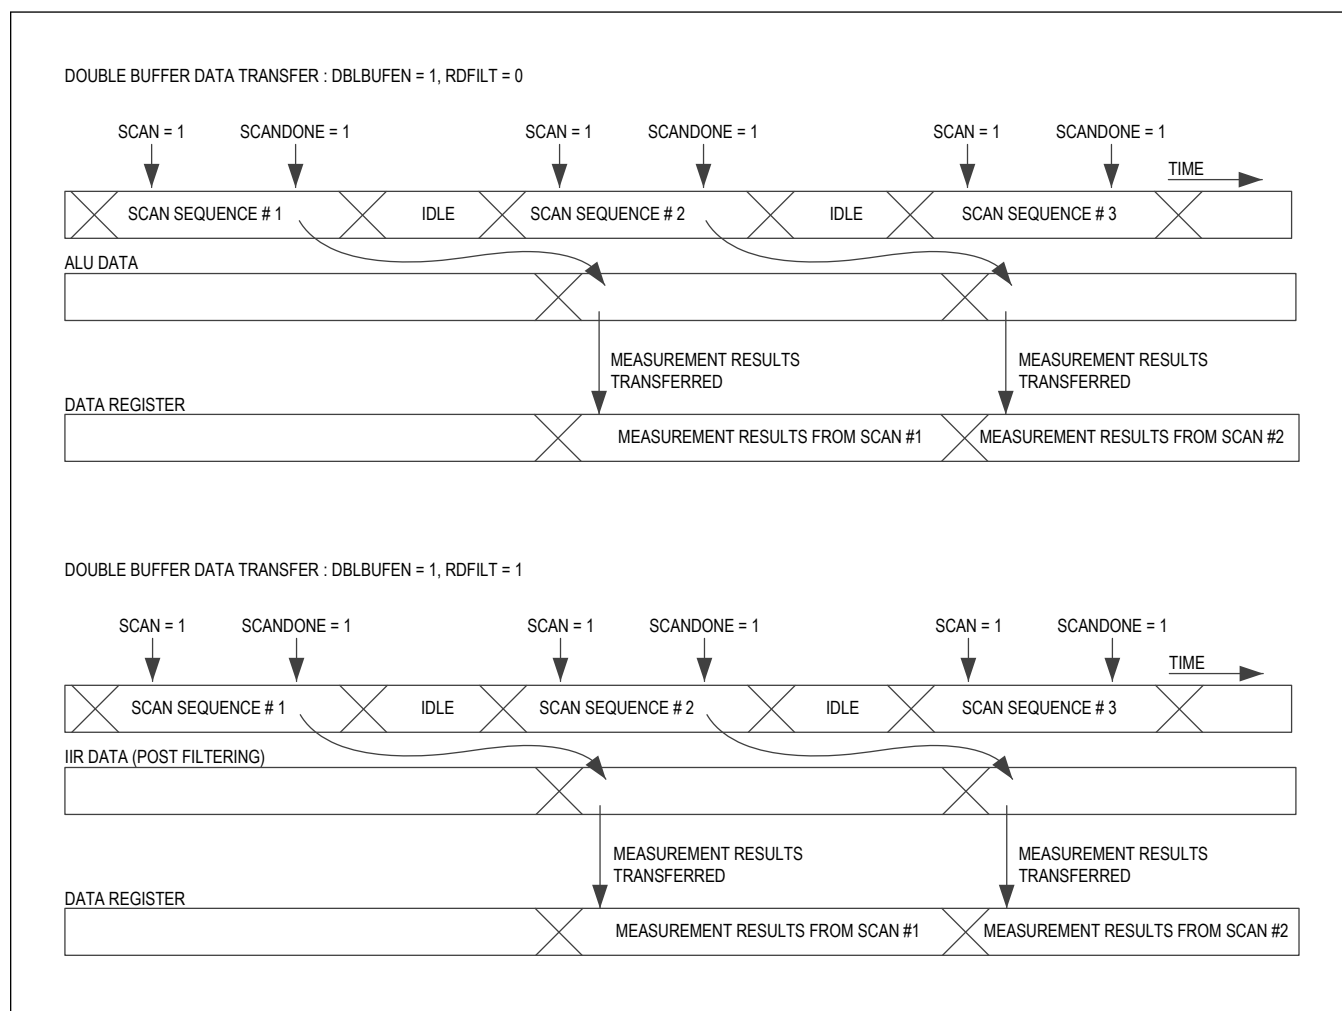 DOUBLE BUFFER DATA TRANSFER : DBLBUFEN = 1, RDFILT = 0
SCAN = 1 SCANDONE = 1 SCAN = 1 SCANDONE = 1 SCAN = 1 SCANDONE = 1
TIME
SCAN SEQUENCE # 1 IDLE SCAN SEQUENCE # 2 IDLE SCAN SEQUENCE # 3
ALU DATA
MEASUREMENT RESULTS MEASUREMENT RESULTS
TRANSFERRED TRANSFERRED
DATA REGISTER
MEASUREMENT RESULTS FROM SCAN #1 MEASUREMENT RESULTS FROM SCAN #2
DOUBLE BUFFER DATA TRANSFER : DBLBUFEN = 1, RDFILT = 1
SCAN = 1 SCANDONE = 1 SCAN = 1 SCANDONE = 1 SCAN = 1 SCANDONE = 1
TIME
SCAN SEQUENCE # 1 IDLE SCAN SEQUENCE # 2 IDLE SCAN SEQUENCE # 3
IIR DATA (POST FILTERING)
MEASUREMENT RESULTS MEASUREMENT RESULTS
TRANSFERRED TRANSFERRED
DATA REGISTER
MEASUREMENT RESULTS FROM SCAN #1 MEASUREMENT RESULTS FROM SCAN #2